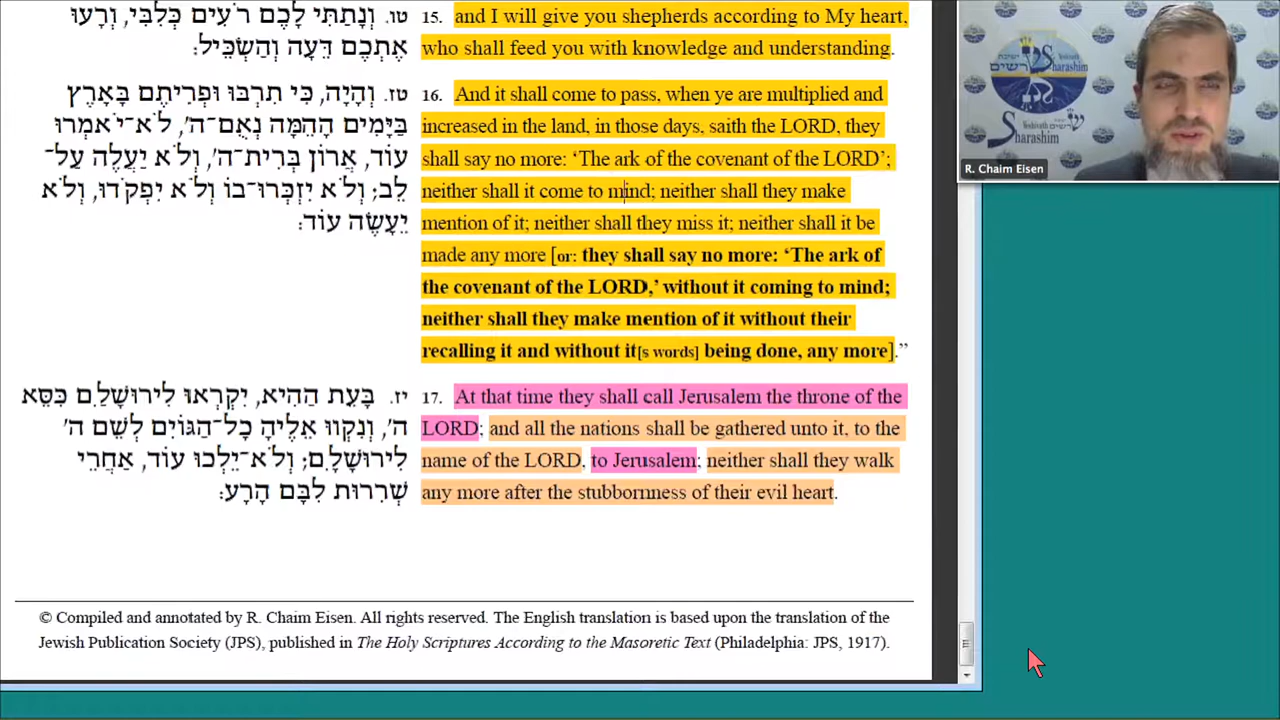 טו. וְנָתַתִּי לָכֶם רֹעִים כְּלִבִּי, וְרָעוּ
אֶתְכֶם דֵּעָה וְהַשְׂכֵּיל:
15. and I will give you shepherds according to My heart,
who shall feed you with knowledge and understanding.
טז. וְהָיָה, כִּי תִרְבּוּ וּפְרִיתֶם בָּאָרֶץ
בַּיָּמִים הָהֵמָּה נְאֻם־ה', לֹא־יֹאמְרוּ
עוֹד, אֲרוֹן בְּרִית־ה', וְלֹא יַעֲלֶה עַל־
לֵב; וְלֹא יִזְכְּרוּ־בוֹ וְלֹא יִפְקֹדוּ, וְלֹא
יֵעָשֶׂה עוֹד:
16. And it shall come to pass, when ye are multiplied and
increased in the land, in those days, saith the LORD, they
shall say no more: ‘The ark of the covenant of the LORD’;
neither shall it come to mind; neither shall they make
mention of it; neither shall they miss it; neither shall it be
made any more [or: they shall say no more: ‘The ark of
the covenant of the LORD,’ without it coming to mind;
neither shall they make mention of it without their
recalling it and without it[s words] being done, any more].”
יז. בָּעֵת הַהִיא, יִקְרְאוּ לִירוּשָׁלִַם כִּסֵּא
ה', וְנִקְווּ אֵלֶיהָ כָל־הַגּוֹיִם לְשֵׁם ה'
לִירוּשָׁלִָם; וְלֹא־יֵלְכוּ עוֹד, אַחֲרֵי
שְׁרִרוּת לִבָּם הָרָע:
17. At that time they shall call Jerusalem the throne of the
LORD; and all the nations shall be gathered unto it, to the
name of the LORD, to Jerusalem; neither shall they walk
any more after the stubbornness of their evil heart.
© Compiled and annotated by R. Chaim Eisen. All rights reserved. The English translation is based upon the translation of the
Jewish Publication Society (JPS), published in The Holy Scriptures According to the Masoretic Text (Philadelphia: JPS, 1917).
Sharashim
Sharashim
R. Chaim Eisen